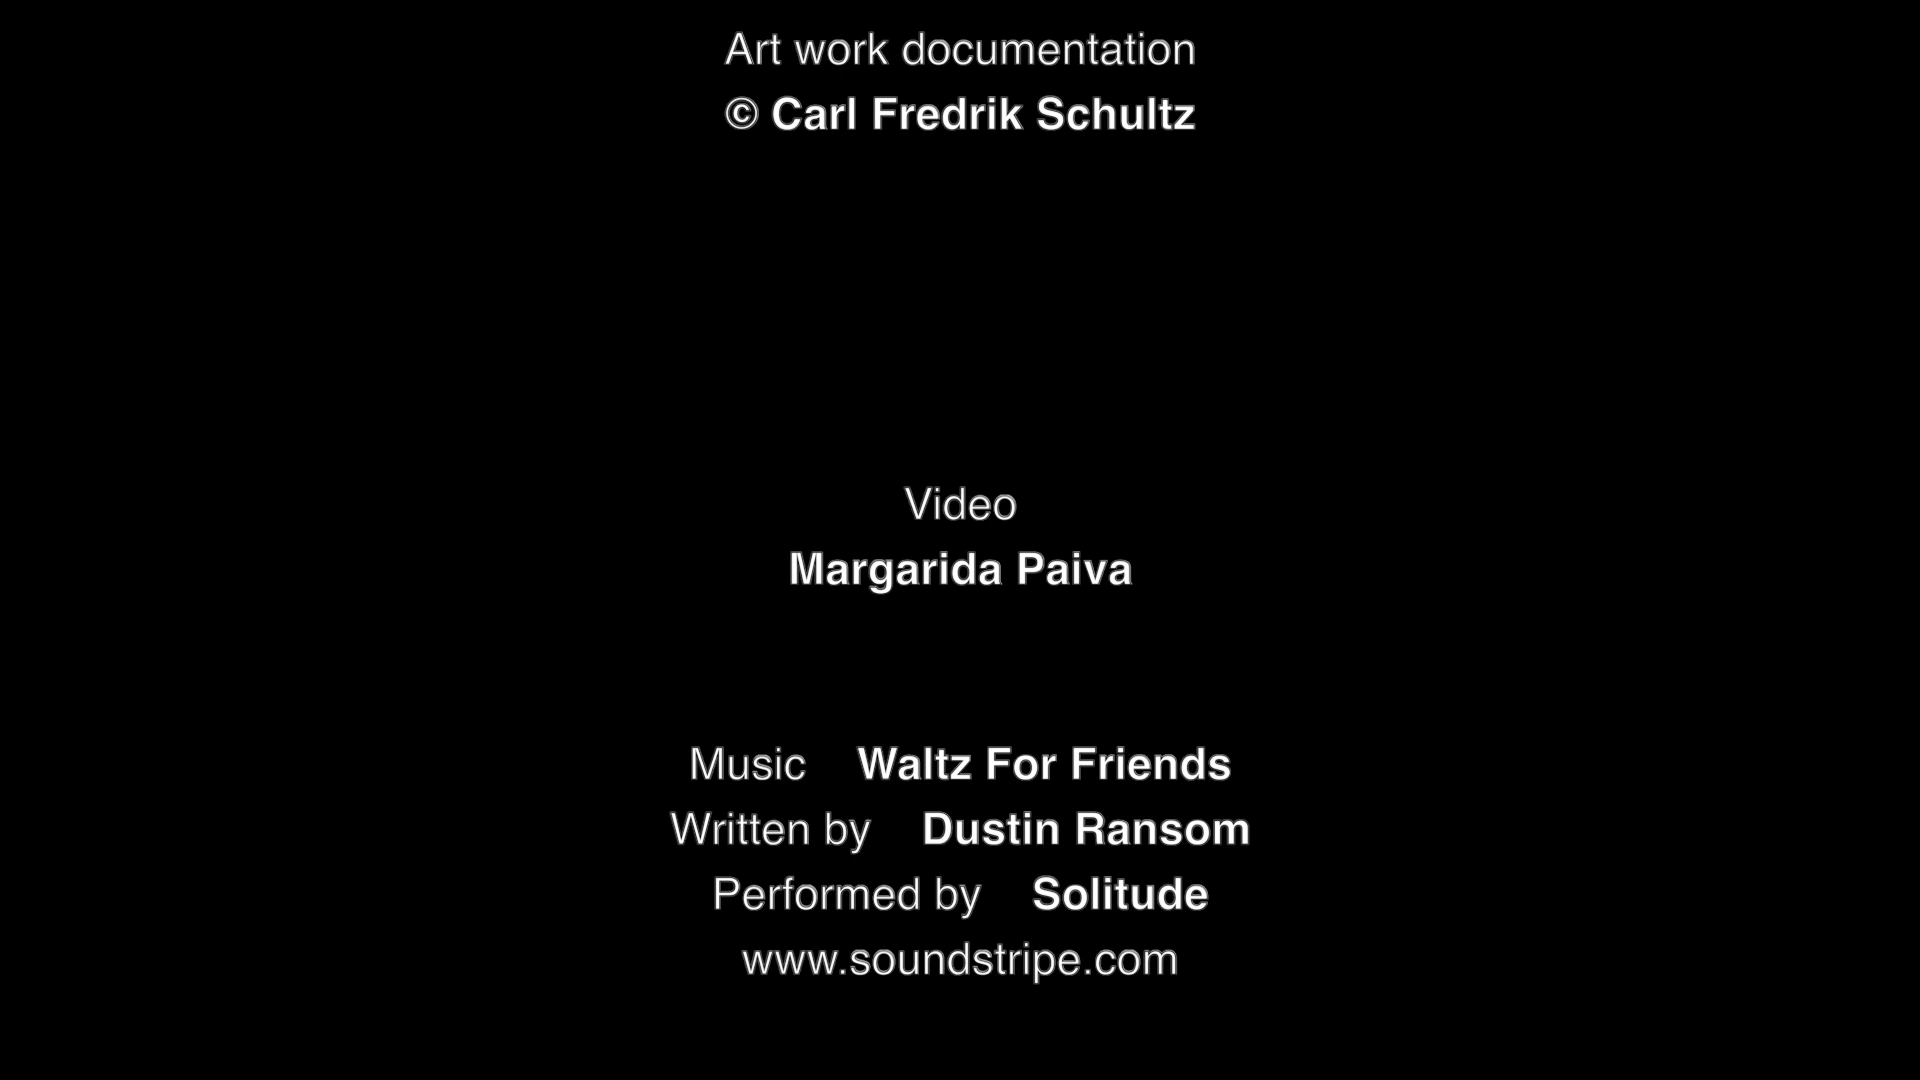 Art work documentation
© Carl Fredrik Schultz
Video
Margarida Paiva
Music Waltz For Friends
Written by Dustin Ransom
Performed by Solitude
www.soundstripe.com